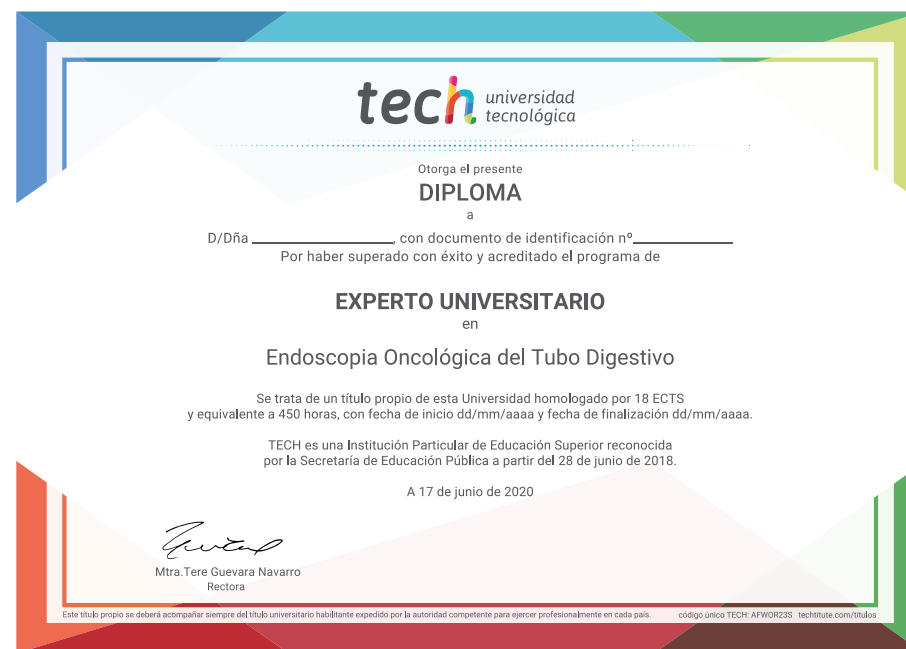 tech universidad
tecnológica
Otorga el presente
DIPLOMA
a
D/Dña ____________________, con documento de identificación nº______________
Por haber superado con éxito y acreditado el programa de
EXPERTO UNIVERSITARIO
en
Endoscopia Oncológica del Tubo Digestivo
Se trata de un título propio de esta Universidad homologado por 18 ECTS
y equivalente a 450 horas, con fecha de inicio dd/mm/aaaa y fecha de finalización dd/mm/aaaa.
TECH es una Institución Particular de Educación Superior reconocida
por la Secretaría de Educación Pública a partir del 28 de junio de 2018.
A 17 de junio de 2020
Mtra.Tere Guevara Navarro
Rectora
Este título propio se deberá acompañar siempre del título universitario habilitante expedido por la autoridad competente para ejercer profesionalmente en cada país. código único TECH: AFWOR23S techtitute.com/titulos